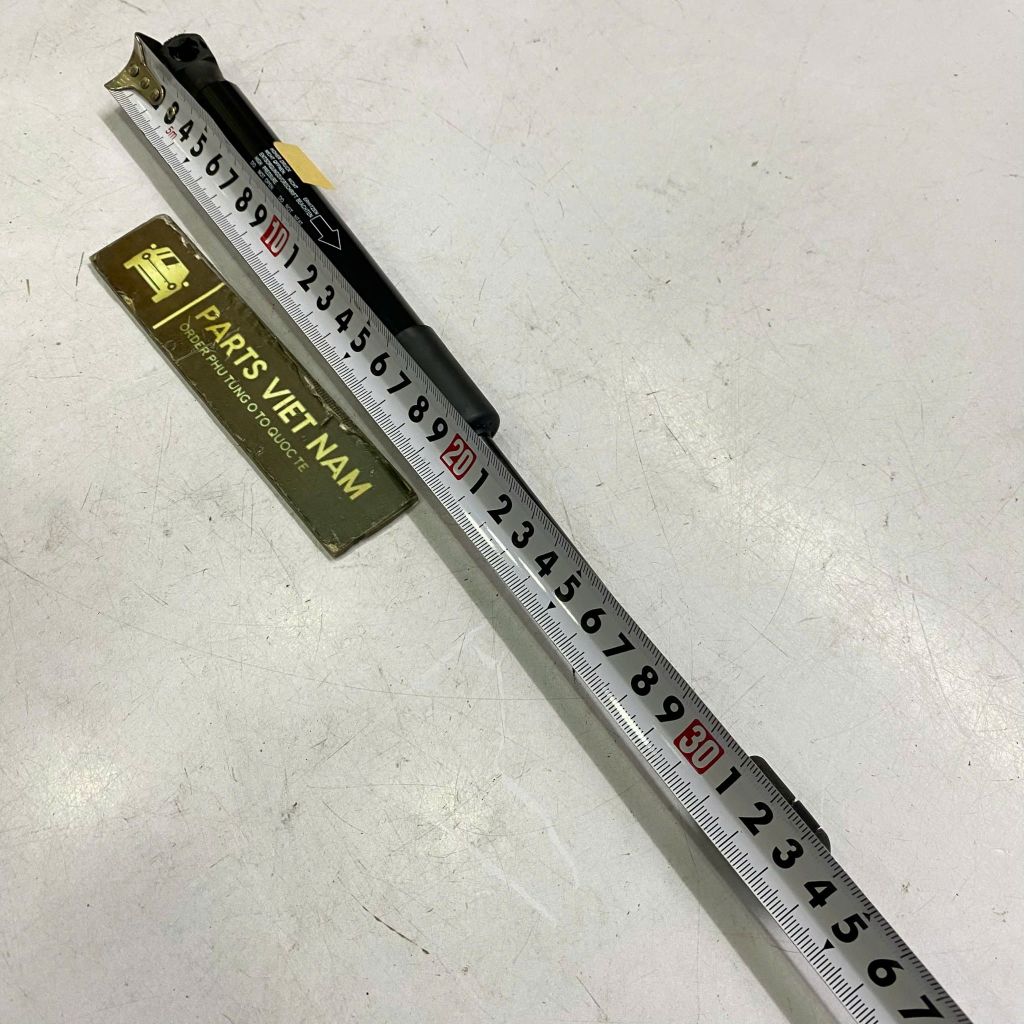 3 4 5 6 7 8 9 10 1 2 3 4 5 6 7 8 9 20 1 2 3 4 5 6 7 8 9 30 1 2 3 4 5 6 7
5m
PARTS VIET NAM
ORDER PHU TUNG O TO QUOC TE